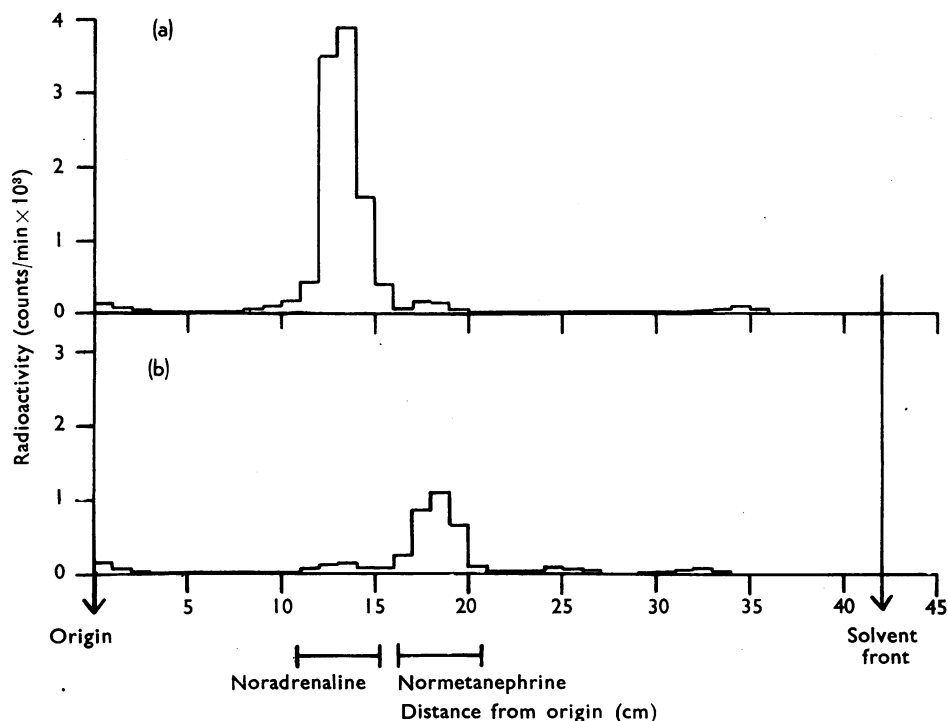 (a)
4
3
2
1
0
Radioactivity (counts/min × 10³)
(b)
3
2
1
0
5 10 15 20 25 30 35 40 45
Origin
Solvent
front
Noradrenaline Normetanephrine
Distance from origin (cm)